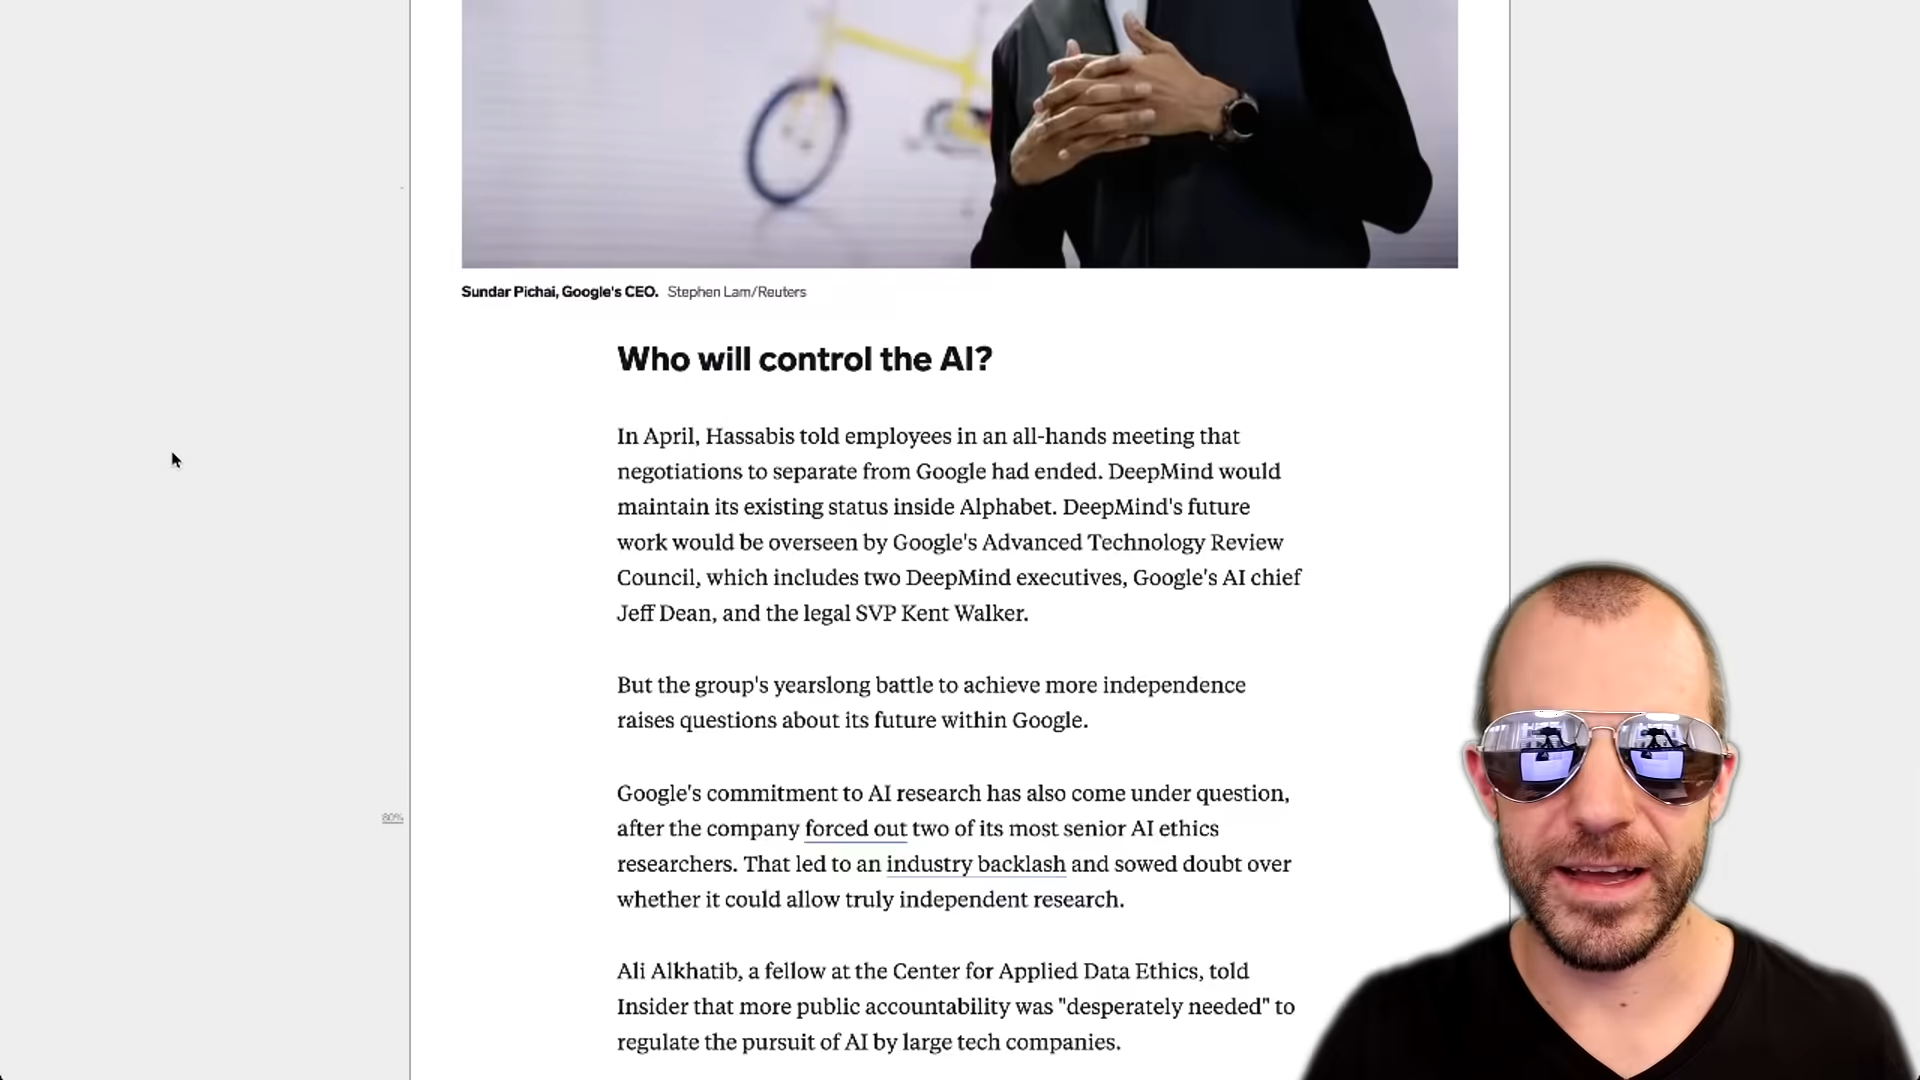 Sundar Pichai, Google's CEO. Stephen Lam/Reuters
Who will control the AI?
In April, Hassabis told employees in an all-hands meeting that
negotiations to separate from Google had ended. DeepMind would
maintain its existing status inside Alphabet. DeepMind's future
work would be overseen by Google's Advanced Technology Review
Council, which includes two DeepMind executives, Google's AI chief
Jeff Dean, and the legal SVP Kent Walker.
But the group's yearslong battle to achieve more independence
raises questions about its future within Google.
Google's commitment to AI research has also come under question,
80%
after the company forced out two of its most senior AI ethics
researchers. That led to an industry backlash and sowed doubt over
whether it could allow truly independent research.
Ali Alkhatib, a fellow at the Center for Applied Data Ethics, told
Insider that more public accountability was "desperately needed" to
regulate the pursuit of AI by large tech companies.